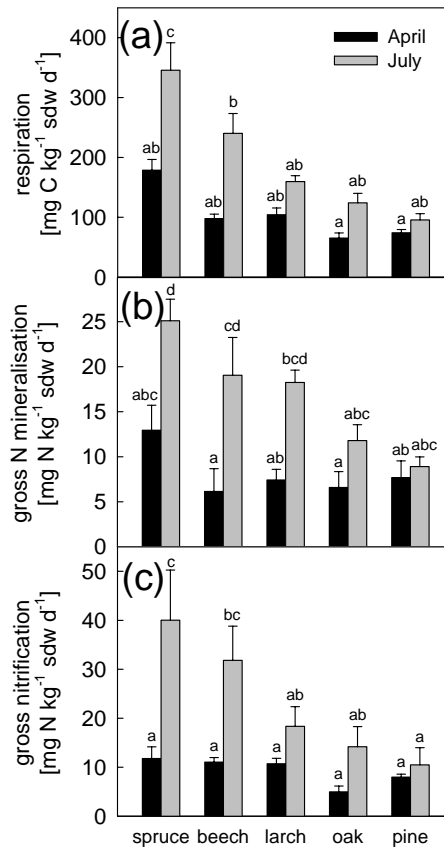 (a)
April
July
respiration
[mg C kg⁻¹ sdw d⁻¹]
400
300
200
100
0
ab c ab b ab ab a ab a ab
(b)
gross N mineralisation
[mg N kg⁻¹ sdw d⁻¹]
25
20
15
10
5
0
abc d a cd ab bcd a abc ab abc
(c)
gross nitrification
[mg N kg⁻¹ sdw d⁻¹]
50
40
30
20
10
0
a c a bc a ab a ab a a
spruce beech larch oak pine